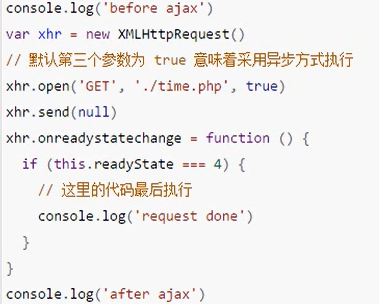 console.log('before ajax')
var xhr = new XMLHttpRequest()
// 默认第三个参数为 true 意味着采用异步方式执行
xhr.open('GET', './time.php', true)
xhr.send(null)
xhr.onreadystatechange = function () {
  if (this.readyState === 4) {
    // 这里的代码最后执行
    console.log('request done')
  }
}
console.log('after ajax')